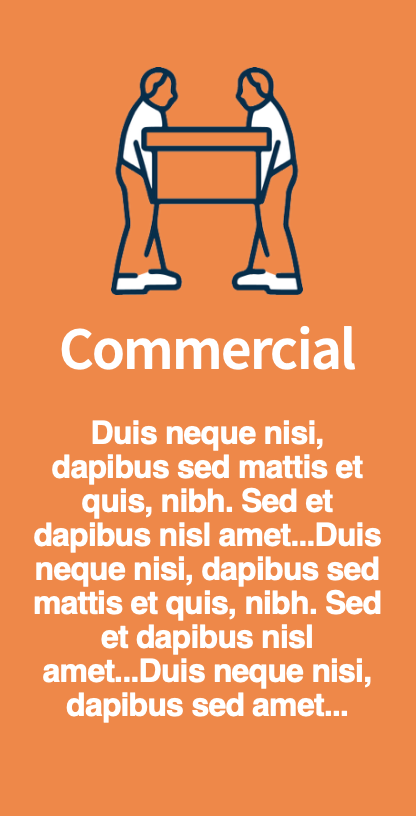 Commercial
Duis neque nisi,
dapibus sed mattis et
quis, nibh. Sed et
dapibus nisl amet...Duis
neque nisi, dapibus sed
mattis et quis, nibh. Sed
et dapibus nisl
amet...Duis neque nisi,
dapibus sed amet...